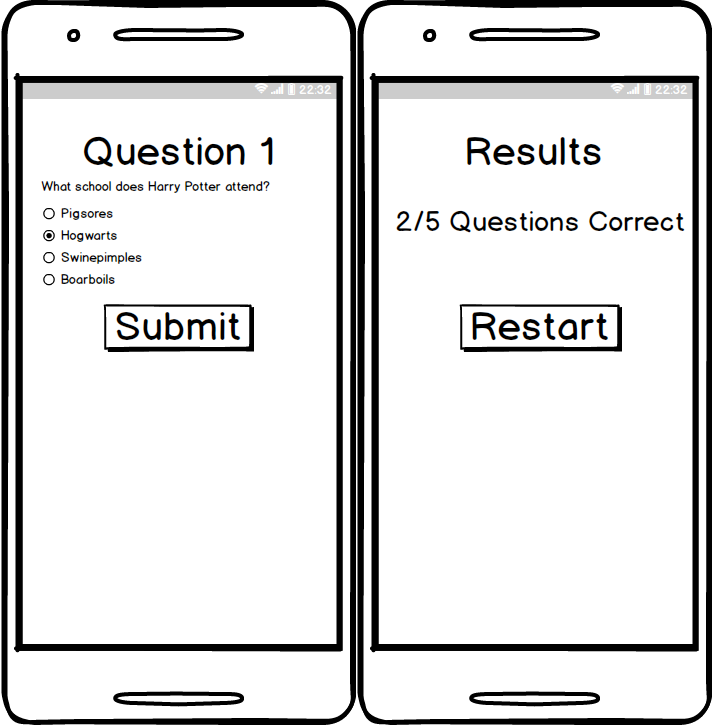 22:32
Question 1
What school does Harry Potter attend?
Pigsores
Hogwarts
Swinepimples
Boarboils
Submit
22:32
Results
2/5 Questions Correct
Restart